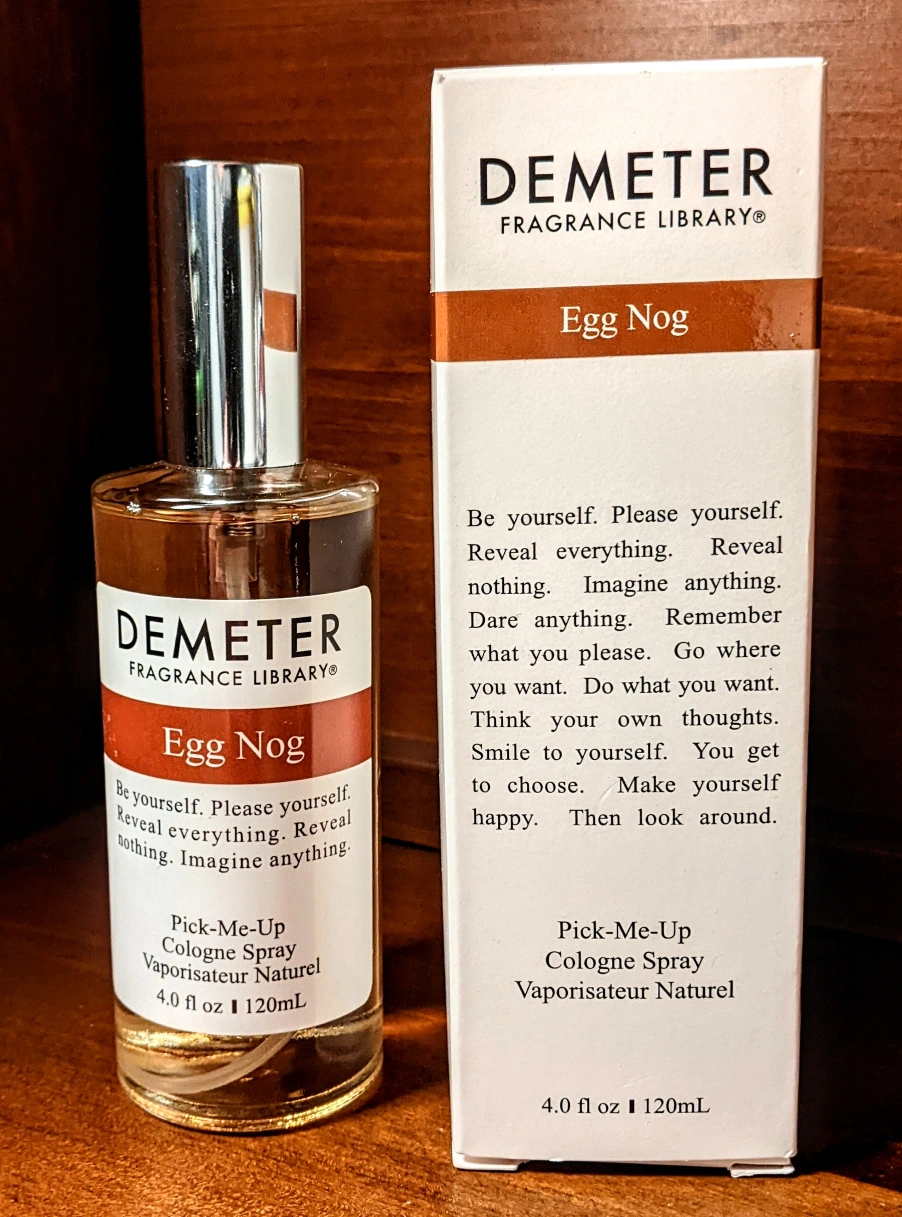 DEMETER
FRAGRANCE LIBRARY®
Egg Nog
Be yourself. Please yourself.
Reveal everything. Reveal
nothing. Imagine anything.
Pick-Me-Up
Cologne Spray
Vaporisateur Naturel
4.0 fl oz ▌120mL
DEMETER
FRAGRANCE LIBRARY®
Egg Nog
Be yourself. Please yourself.
Reveal everything. Reveal
nothing. Imagine anything.
Dare anything. Remember
what you please. Go where
you want. Do what you want.
Think your own thoughts.
Smile to yourself. You get
to choose. Make yourself
happy. Then look around.
Pick-Me-Up
Cologne Spray
Vaporisateur Naturel
4.0 fl oz ▌120mL